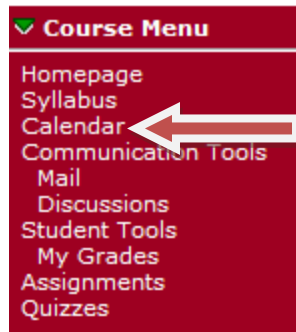 Course Menu
Homepage
Syllabus
Calendar
Communication Tools
Mail
Discussions
Student Tools
My Grades
Assignments
Quizzes